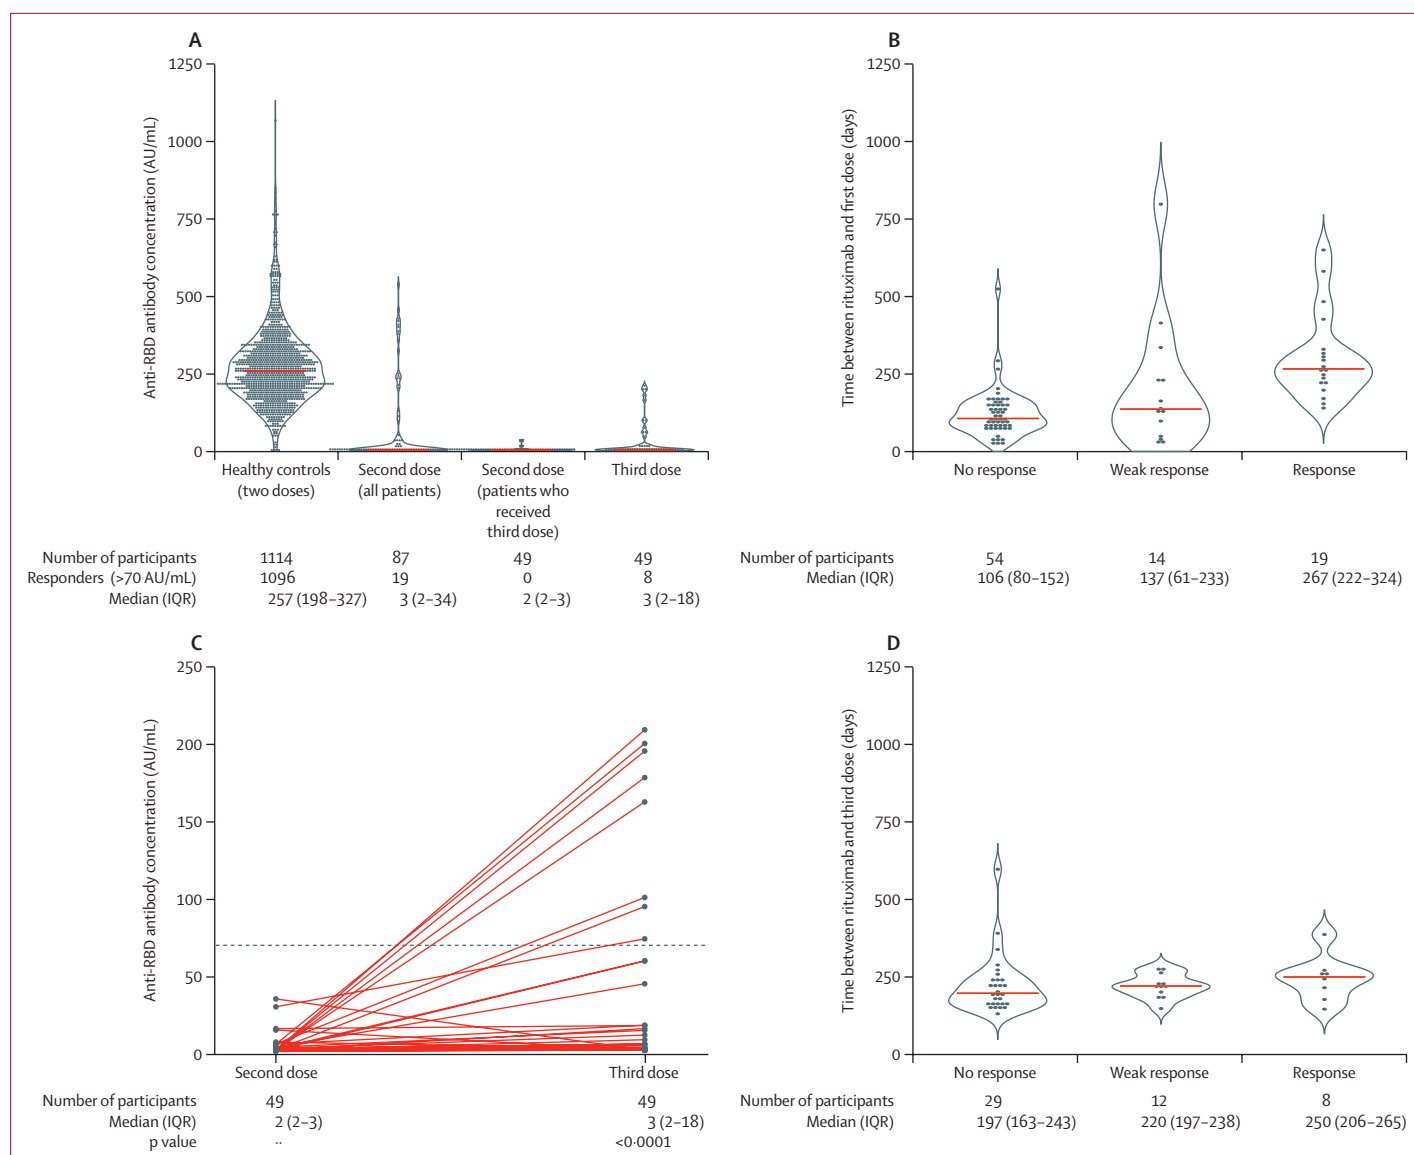 A
1250
1000
750
500
250
0
Anti-RBD antibody concentration (AU/mL)
Healthy controls
(two doses)
Second dose
(all patients)
Second dose
(patients who
received
third dose)
Third dose
Number of participants 1114 87 49 49
Responders (>70 AU/mL) 1096 19 0 8
Median (IQR) 257 (198–327) 3 (2–34) 2 (2–3) 3 (2–18)
B
1250
1000
750
500
250
0
Time between rituximab and first dose (days)
No response Weak response Response
Number of participants 54 14 19
Median (IQR) 106 (80–152) 137 (61–233) 267 (222–324)
C
250
200
150
100
50
0
Anti-RBD antibody concentration (AU/mL)
Second dose Third dose
Number of participants 49 49
Median (IQR) 2 (2–3) 3 (2–18)
p value ·· <0·0001
D
1250
1000
750
500
250
0
Time between rituximab and third dose (days)
No response Weak response Response
Number of participants 29 12 8
Median (IQR) 197 (163–243) 220 (197–238) 250 (206–265)